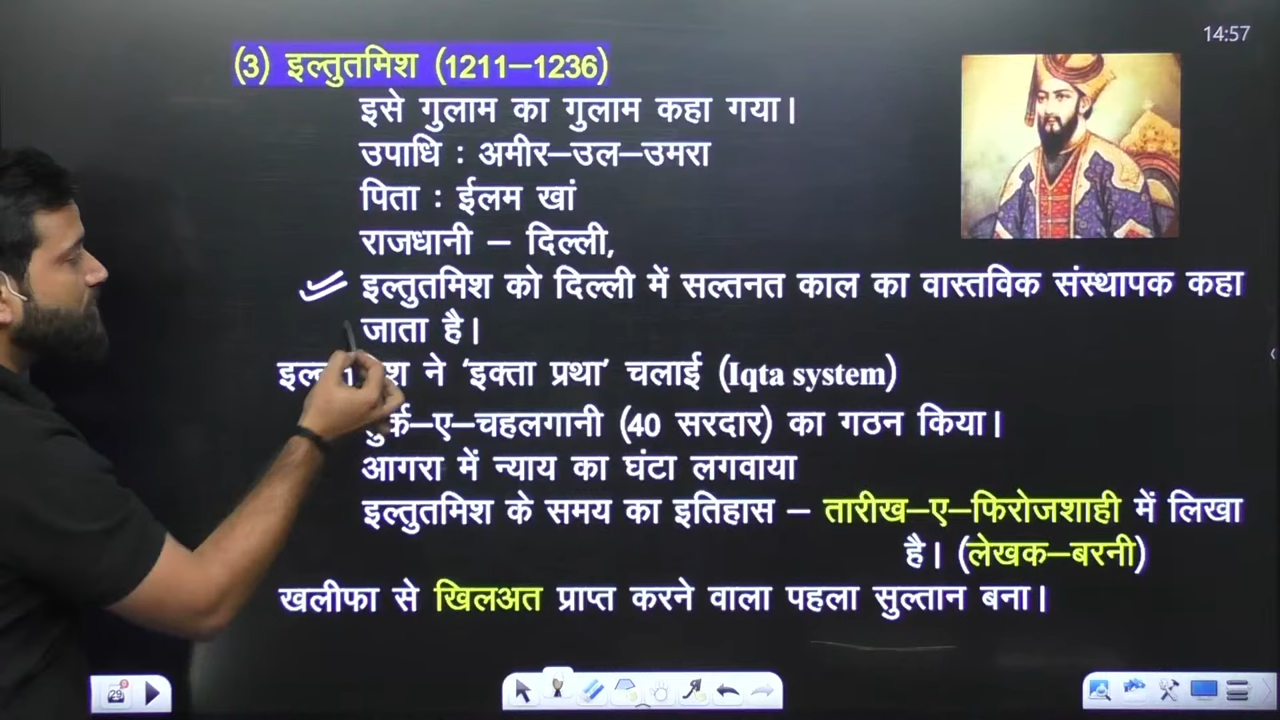 14:57
(3) इल्तुतमिश (1211–1236)
इसे गुलाम का गुलाम कहा गया।
उपाधि : अमीर–उल–उमरा
पिता : ईलम खां
राजधानी – दिल्ली,
इल्तुतमिश को दिल्ली में सल्तनत काल का वास्तविक संस्थापक कहा
जाता है।
ने ‘इक्ता प्रथा’ चलाई (Iqta system)
तुर्क–ए–चहलगानी (40 सरदार) का गठन किया।
आगरा में न्याय का घंटा लगवाया
इल्तुतमिश के समय का इतिहास – तारीख–ए–फिरोजशाही में लिखा
है। (लेखक–बरनी)
खलीफा से खिलअत प्राप्त करने वाला पहला सुल्तान बना।
29